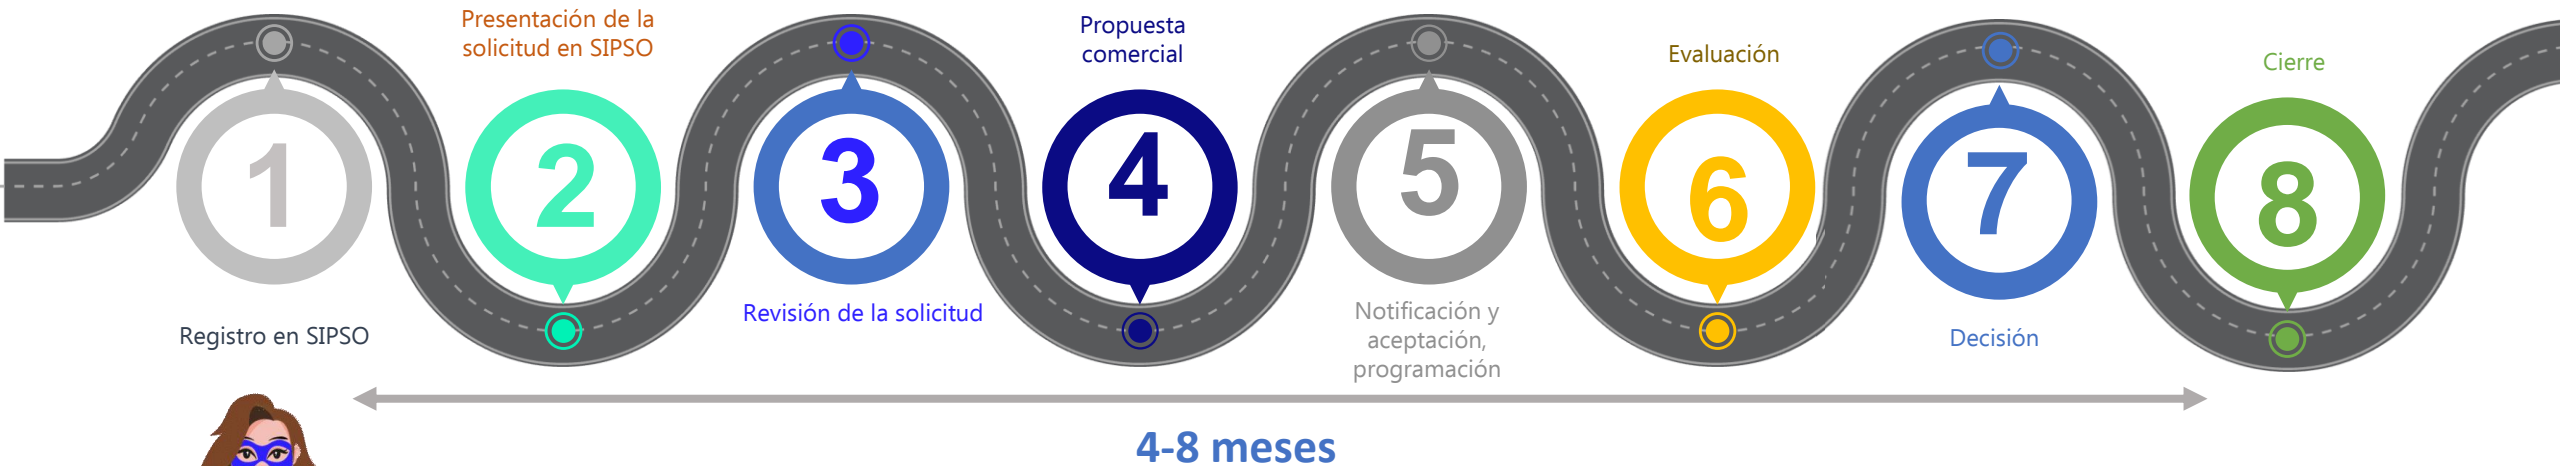 1
Registro en SIPSO
Presentación de la
solicitud en SIPSO
2
3
Revisión de la solicitud
Propuesta
comercial
4
5
Notificación y
aceptación,
programación
Evaluación
6
7
Decisión
Cierre
8
4-8 meses